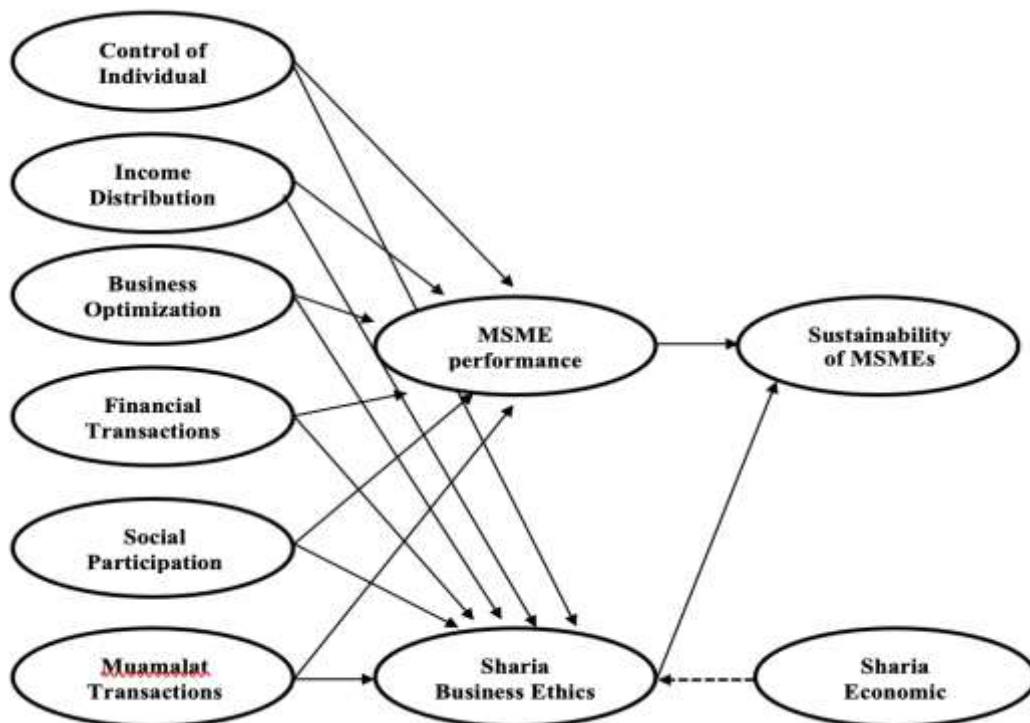 Control of
Individual
Income
Distribution
Business
Optimization
Financial
Transactions
Social
Participation
Muamalat
Transactions
MSME
performance
Sharia
Business Ethics
Sustainability
of MSMEs
Sharia
Economic